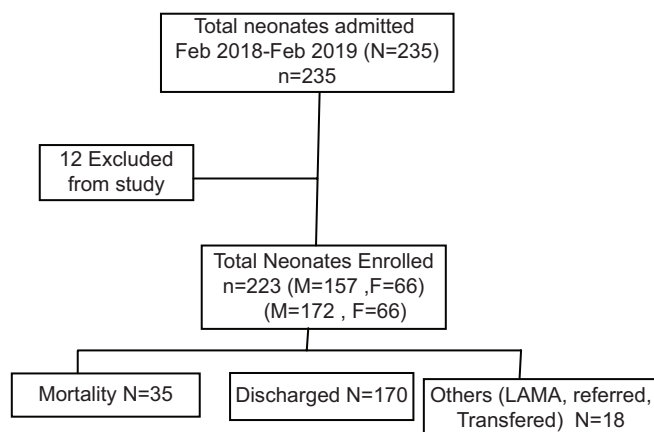 Total neonates admitted
Feb 2018-Feb 2019 (N=235)
n=235
12 Excluded
from study
Total Neonates Enrolled
n=223 (M=157 ,F=66)
(M=172 , F=66)
Mortality N=35
Discharged N=170
Others (LAMA, referred,
Transfered) N=18